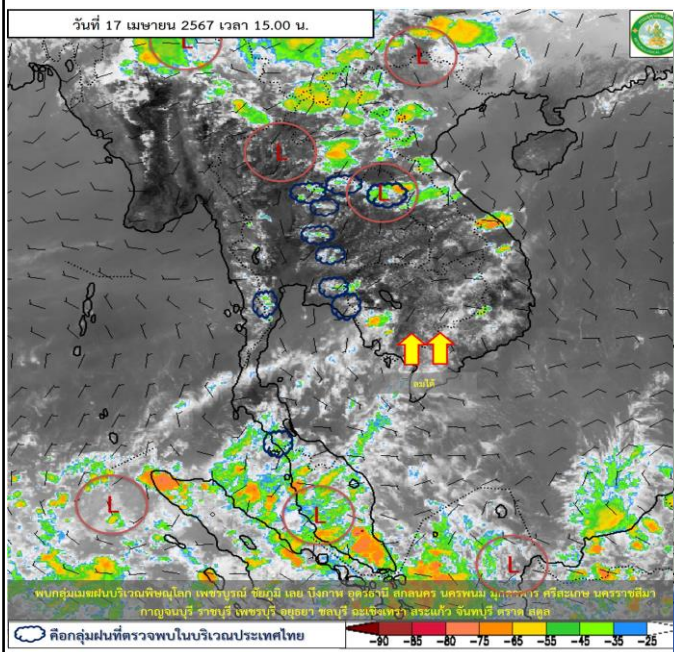 วันที่ 17 เมษายน 2567 เวลา 15.00 น.
L
L
L
L
ลมใต้
L
L
L
พบกลุ่มเมฆฝนบริเวณพิษณุโลก เพชรบูรณ์ ชัยภูมิ เลย บึงกาฬ อุดรธานี สกลนคร นครพนม มุกดาหาร ศรีสะเกษ นครราชสีมา
กาญจนบุรี ราชบุรี เพชรบุรี อยุธยา ชลบุรี ฉะเชิงเทรา สระแก้ว จันทบุรี ตราด สตูล
คือกลุ่มฝนที่ตรวจพบในบริเวณประเทศไทย
-90 -85 -75 -65 -55 -45 -35 -25